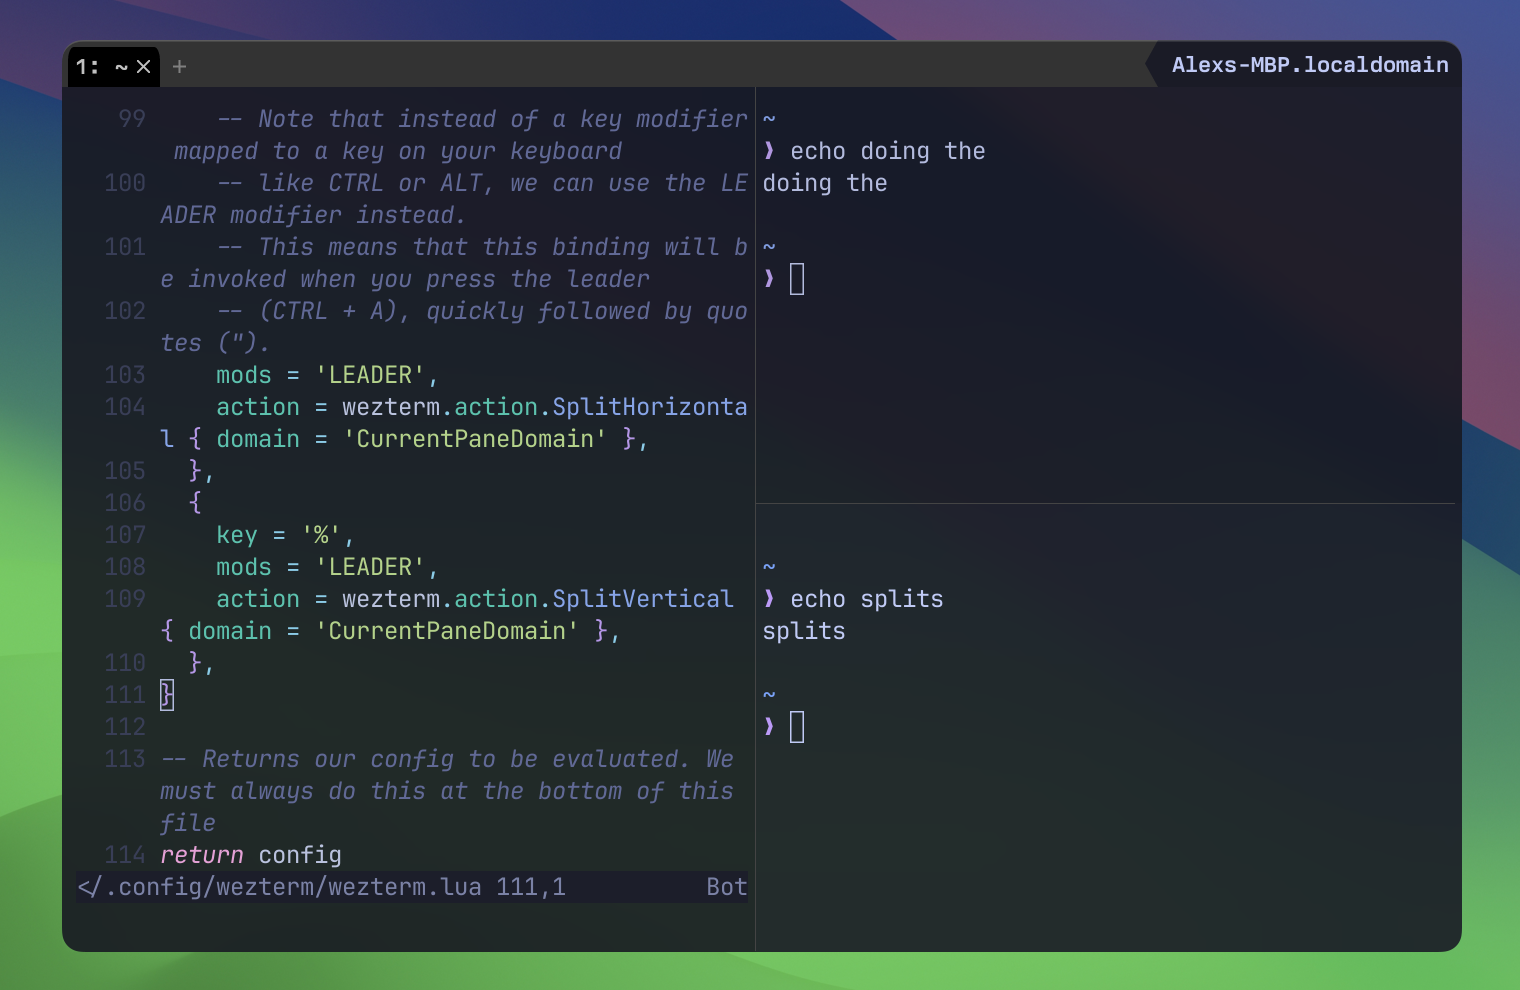 1: ~ × +
Alexs-MBP.localdomain
99 -- Note that instead of a key modifier
mapped to a key on your keyboard
100 -- like CTRL or ALT, we can use the LE
ADER modifier instead.
101 -- This means that this binding will b
e invoked when you press the leader
102 -- (CTRL + A), quickly followed by quo
tes (").
103 mods = 'LEADER',
104 action = wezterm.action.SplitHorizonta
l { domain = 'CurrentPaneDomain' },
105 },
106 {
107 key = '%',
108 mods = 'LEADER',
109 action = wezterm.action.SplitVertical
{ domain = 'CurrentPaneDomain' },
110 },
111 }
112
113 -- Returns our config to be evaluated. We
must always do this at the bottom of this
file
114 return config
</.config/wezterm/wezterm.lua 111,1 Bot
~
❯ echo doing the
doing the
~
❯
~
❯ echo splits
splits
~
❯